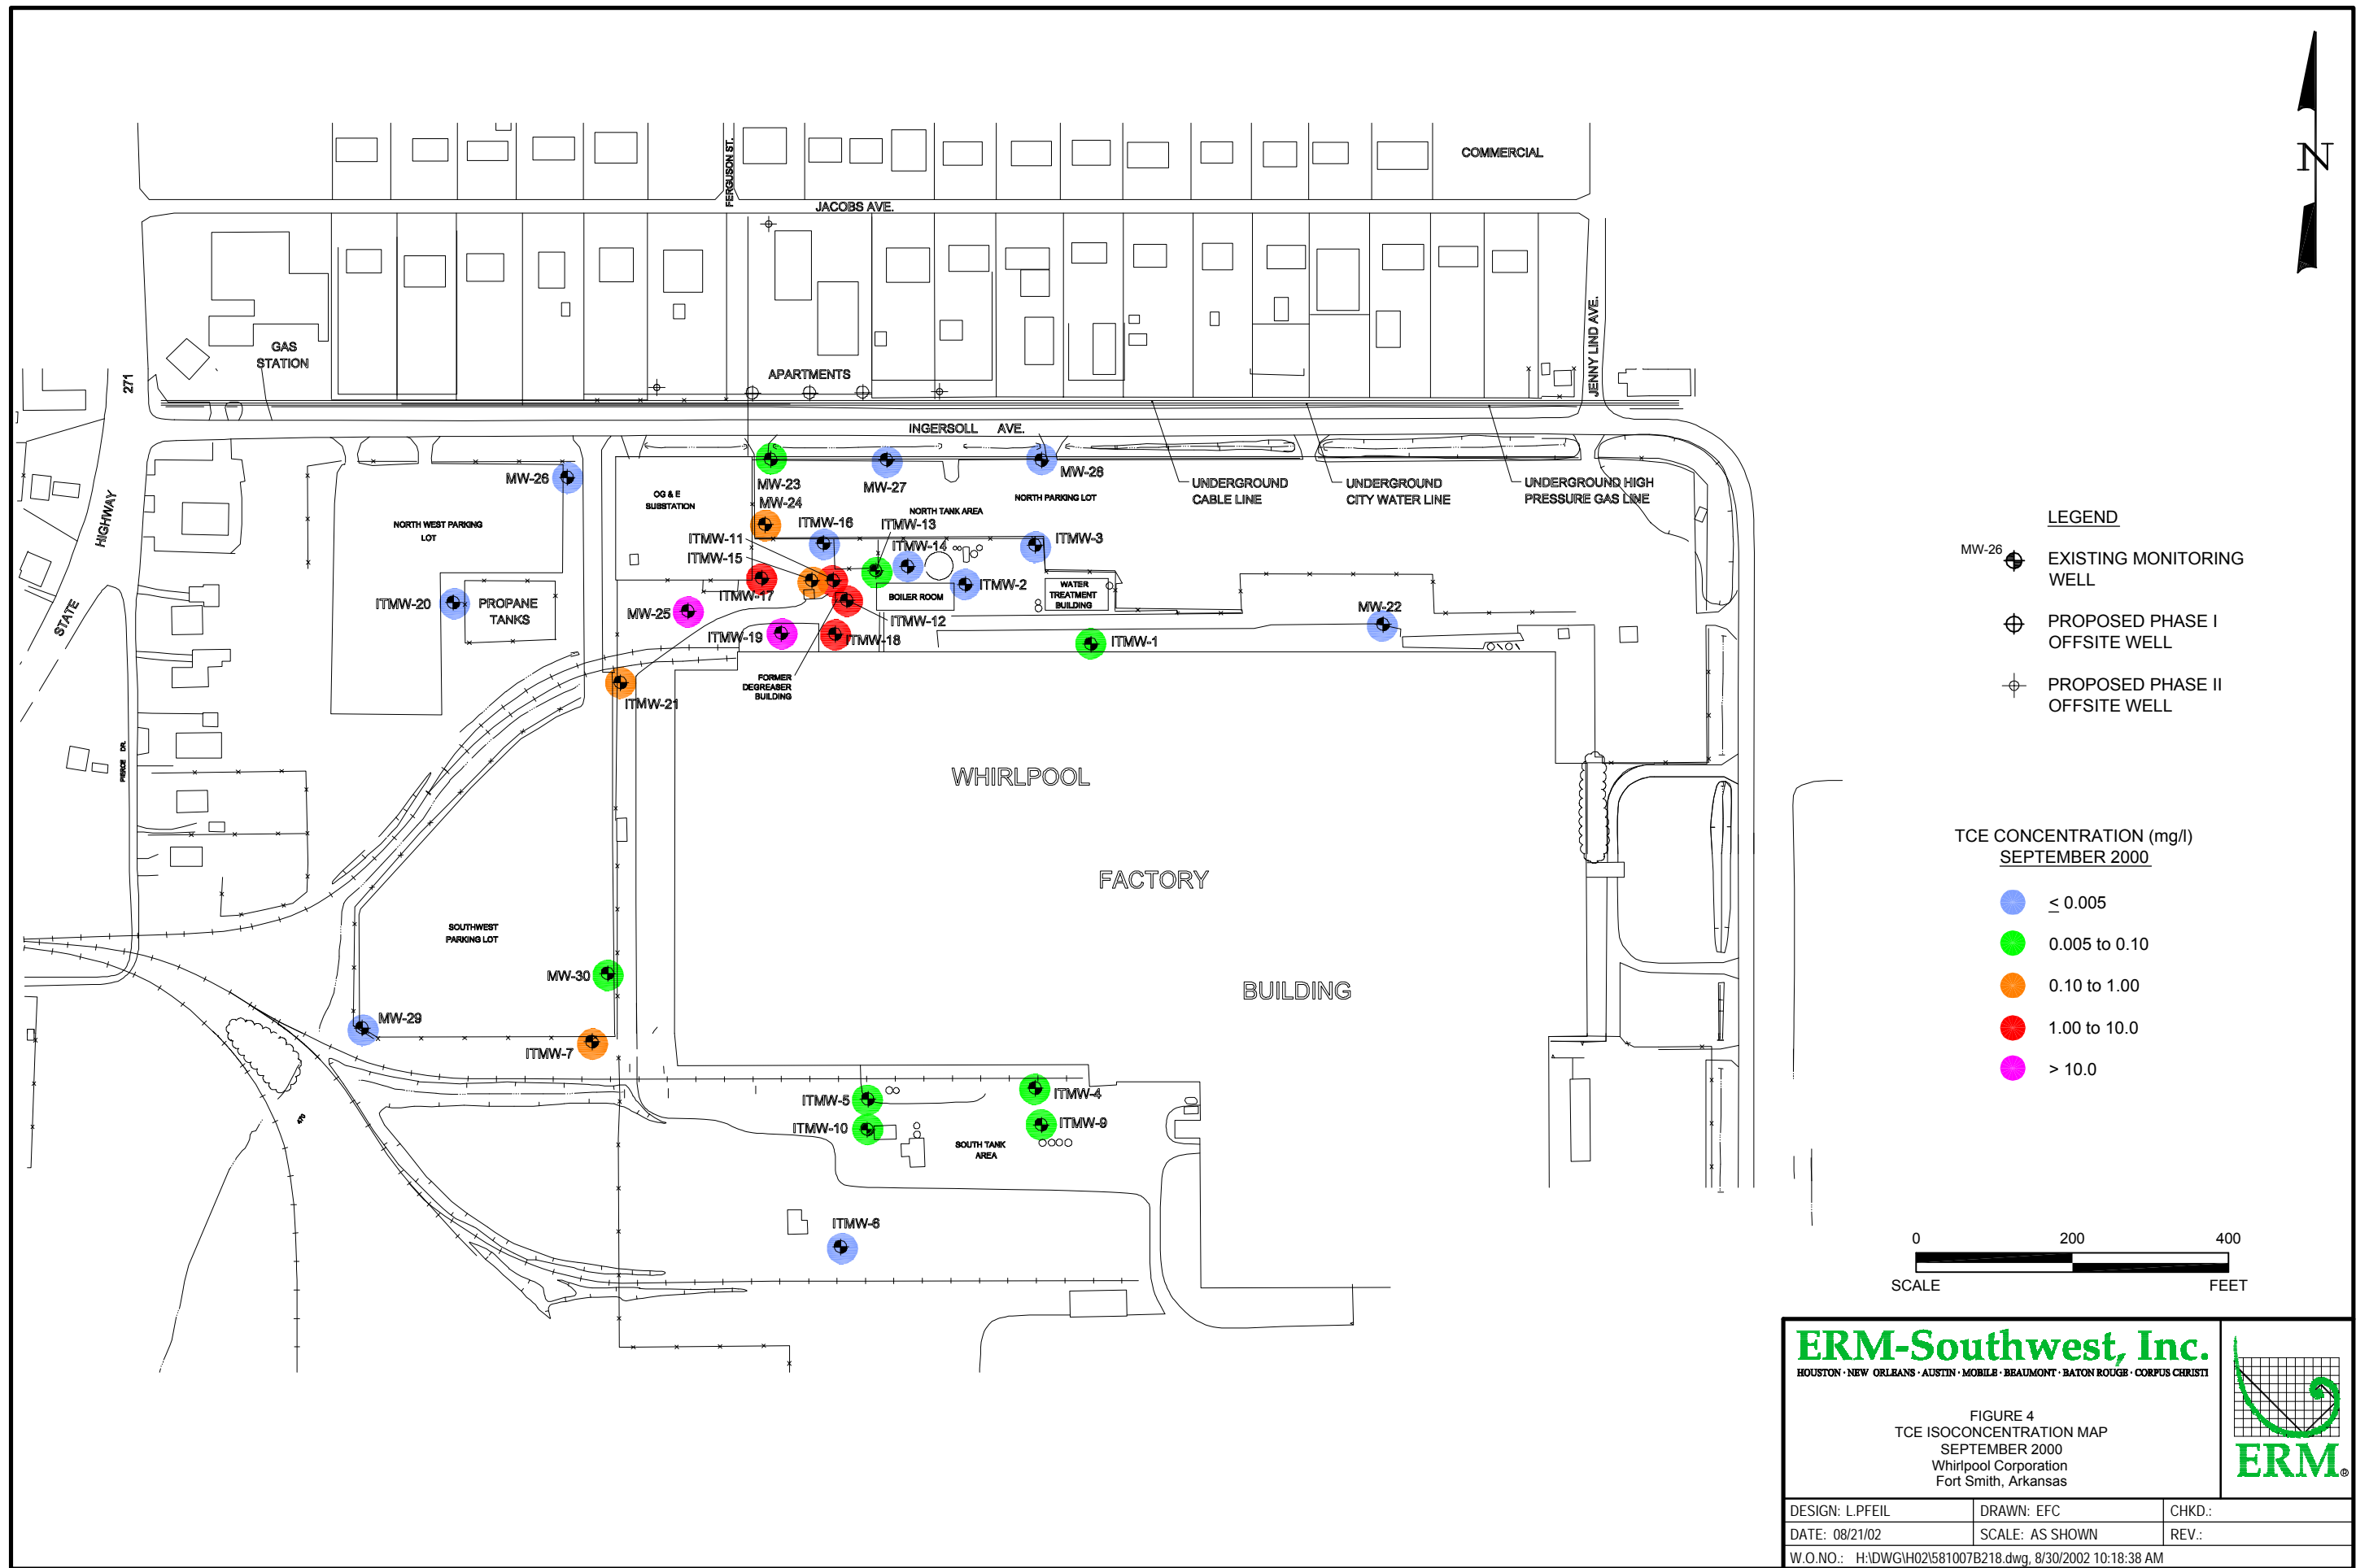 COMMERCIAL
FERGUSON ST.
JACOBS AVE.
GAS
STATION
271
APARTMENTS
JENNY LIND AVE.
INGERSOLL AVE.
STATE
HIGHWAY
MW-26
NORTH WEST PARKING
LOT
ITMW-20
PROPANE
TANKS
OG & E
SUBSTATION
MW-23
MW-24
MW-27
MW-28
NORTH PARKING LOT
NORTH TANK AREA
UNDERGROUND
CABLE LINE
UNDERGROUND
CITY WATER LINE
UNDERGROUND HIGH
PRESSURE GAS LINE
ITMW-16
ITMW-13
ITMW-11
ITMW-14
ITMW-3
ITMW-15
ITMW-17
ITMW-2
BOILER ROOM
WATER
TREATMENT
BUILDING
MW-25
ITMW-12
MW-22
ITMW-19
ITMW-18
ITMW-1
FORMER
DEGREASER
BUILDING
ITMW-21
PIERCE DR.
WHIRLPOOL
FACTORY
BUILDING
SOUTHWEST
PARKING LOT
MW-30
MW-29
ITMW-7
ITMW-5
ITMW-4
ITMW-10
ITMW-9
SOUTH TANK
AREA
ITMW-6
N
LEGEND
MW-26
EXISTING MONITORING
WELL
PROPOSED PHASE I
OFFSITE WELL
PROPOSED PHASE II
OFFSITE WELL
TCE CONCENTRATION (mg/l)
SEPTEMBER 2000
≤ 0.005
0.005 to 0.10
0.10 to 1.00
1.00 to 10.0
> 10.0
0 200 400
SCALE FEET
ERM-Southwest, Inc.
HOUSTON · NEW ORLEANS · AUSTIN · MOBILE · BEAUMONT · BATON ROUGE · CORPUS CHRISTI
FIGURE 4
TCE ISOCONCENTRATION MAP
SEPTEMBER 2000
Whirlpool Corporation
Fort Smith, Arkansas
ERM®
DESIGN: L.PFEIL DRAWN: EFC CHKD.:
DATE: 08/21/02 SCALE: AS SHOWN REV.:
W.O.NO.: H:\DWG\H02\581007B218.dwg, 8/30/2002 10:18:38 AM